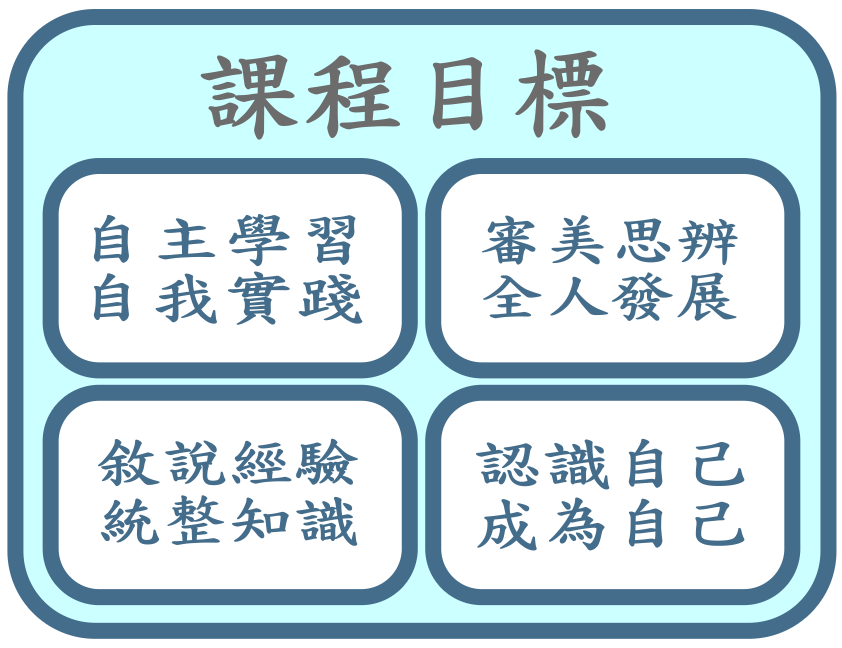 課程目標
自主學習
自我實踐
審美思辨
全人發展
敘說經驗
統整知識
認識自己
成為自己